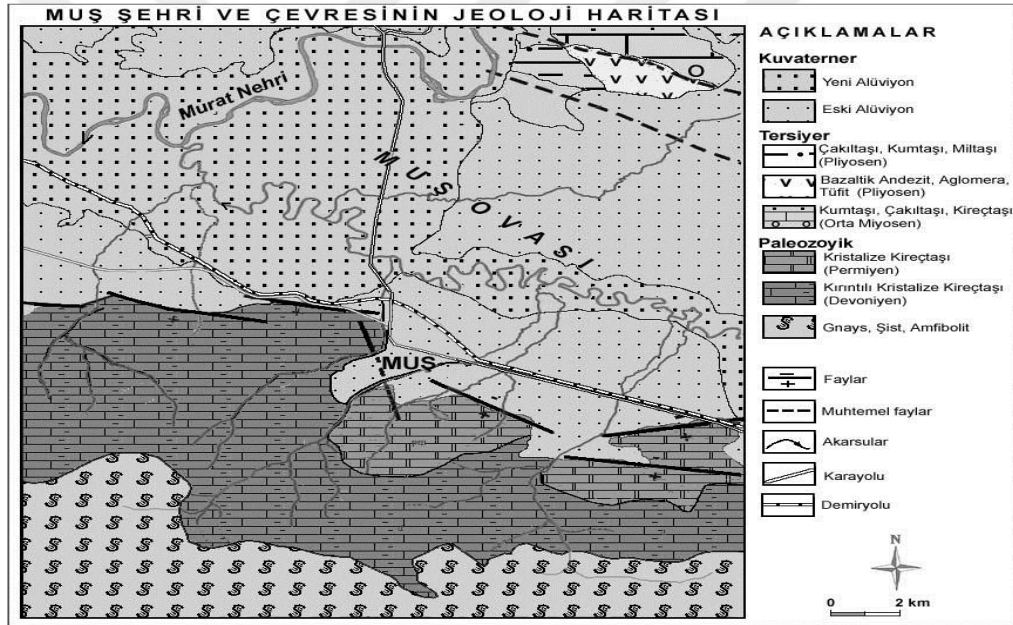 MUŞ ŞEHRİ VE ÇEVRESİNİN JEOLOJİ HARİTASI
Murat Nehri
MUŞ OVASI
MUŞ
AÇIKLAMALAR
Kuvaterner
Yeni Alüviyon
Eski Alüviyon
Tersiyer
Çakıltaşı, Kumtaşı, Miltaşı
(Pliyosen)
Bazaltik Andezit, Aglomera,
Tüfit (Pliyosen)
Kumtaşı, Çakıltaşı, Kireçtaşı
(Orta Miyosen)
Paleozoyik
Kristalize Kireçtaşı
(Permiyen)
Kırıntılı Kristalize Kireçtaşı
(Devoniyen)
Gnays, Şist, Amfibolit
Faylar
Muhtemel faylar
Akarsular
Karayolu
Demiryolu
N
0 2 km